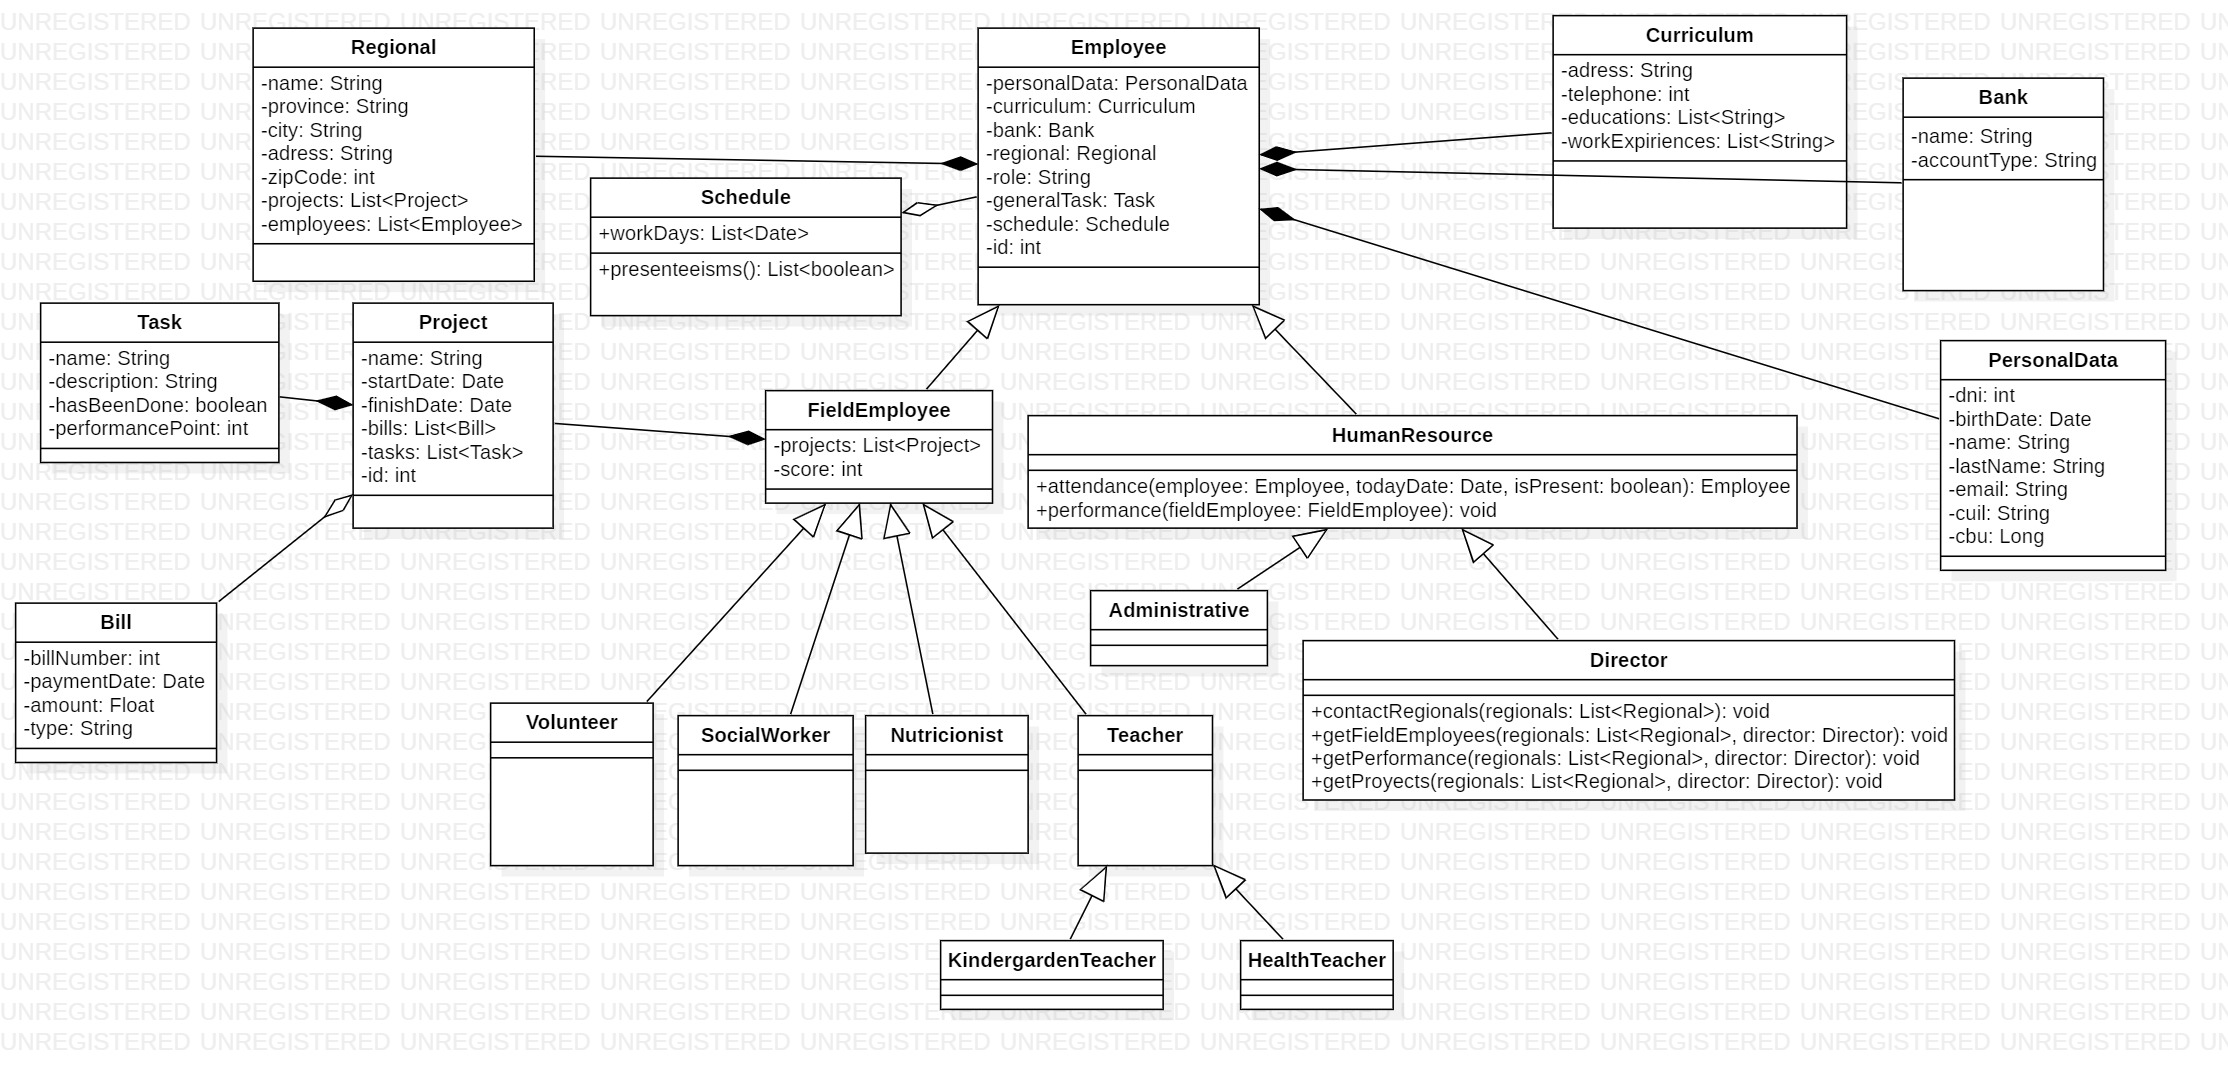 Regional
-name: String
-province: String
-city: String
-adress: String
-zipCode: int
-projects: List<Project>
-employees: List<Employee>
Employee
-personalData: PersonalData
-curriculum: Curriculum
-bank: Bank
-regional: Regional
-role: String
-generalTask: Task
-schedule: Schedule
-id: int
Curriculum
-adress: String
-telephone: int
-educations: List<String>
-workExpiriences: List<String>
Bank
-name: String
-accountType: String
Schedule
+workDays: List<Date>
+presenteeisms(): List<boolean>
Task
-name: String
-description: String
-hasBeenDone: boolean
-performancePoint: int
Project
-name: String
-startDate: Date
-finishDate: Date
-bills: List<Bill>
-tasks: List<Task>
-id: int
FieldEmployee
-projects: List<Project>
-score: int
HumanResource
+attendance(employee: Employee, todayDate: Date, isPresent: boolean): Employee
+performance(fieldEmployee: FieldEmployee): void
PersonalData
-dni: int
-birthDate: Date
-name: String
-lastName: String
-email: String
-cuil: String
-cbu: Long
Bill
-billNumber: int
-paymentDate: Date
-amount: Float
-type: String
Administrative
Director
+contactRegionals(regionals: List<Regional>): void
+getFieldEmployees(regionals: List<Regional>, director: Director): void
+getPerformance(regionals: List<Regional>, director: Director): void
+getProyects(regionals: List<Regional>, director: Director): void
Volunteer
SocialWorker
Nutricionist
Teacher
KindergardenTeacher
HealthTeacher
UNREGISTERED